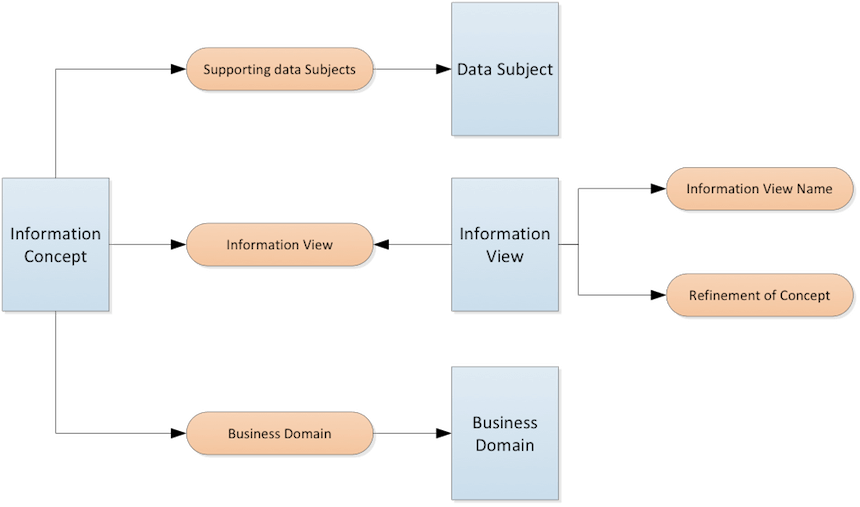 Supporting data Subjects
Data Subject
Information
Concept
Information View
Information
View
Information View Name
Refinement of Concept
Business Domain
Business
Domain